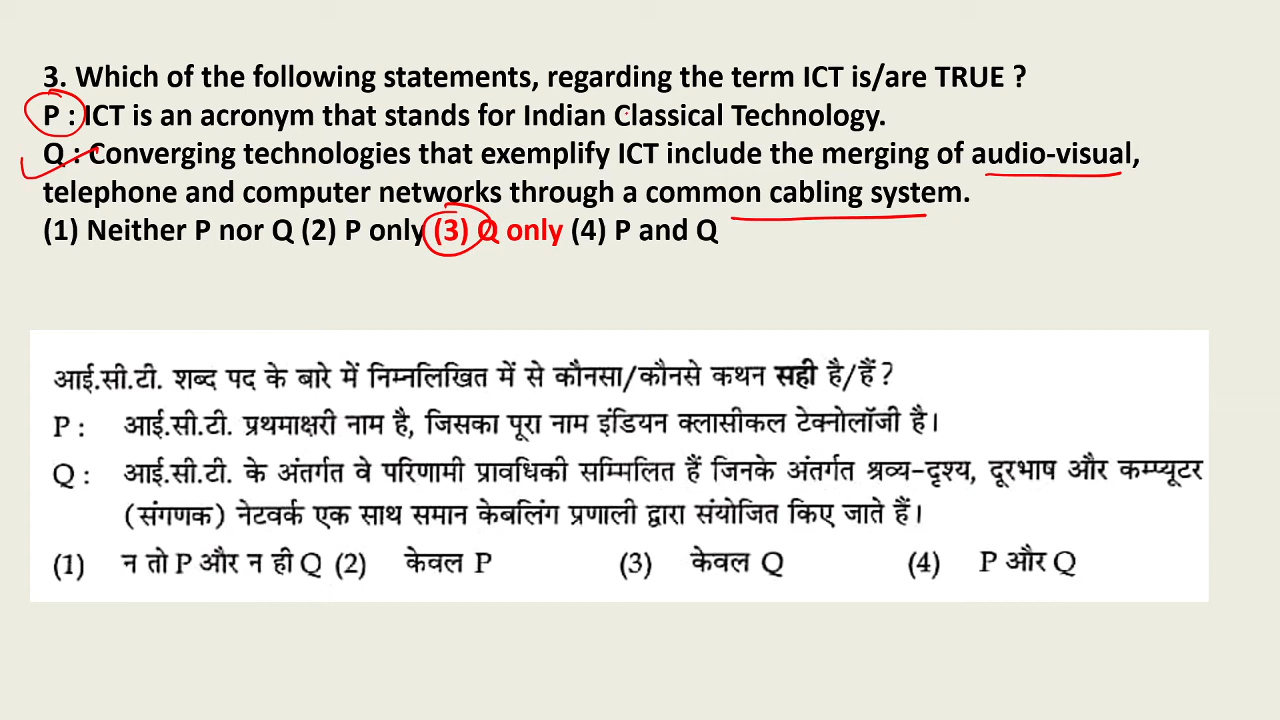 3. Which of the following statements, regarding the term ICT is/are TRUE ?
P : ICT is an acronym that stands for Indian Classical Technology.
Q : Converging technologies that exemplify ICT include the merging of audio-visual,
telephone and computer networks through a common cabling system.
(1) Neither P nor Q (2) P only (3) Q only (4) P and Q
आई.सी.टी. शब्द पद के बारे में निम्नलिखित में से कौनसा/कौनसे कथन सही है/हैं ?
P : आई.सी.टी. प्रथमाक्षरी नाम है, जिसका पूरा नाम इंडियन क्लासीकल टेक्नोलॉजी है।
Q : आई.सी.टी. के अंतर्गत वे परिणामी प्रावधिकी सम्मिलित हैं जिनके अंतर्गत श्रव्य-दृश्य, दूरभाष और कम्प्यूटर
(संगणक) नेटवर्क एक साथ समान केबलिंग प्रणाली द्वारा संयोजित किए जाते हैं।
(1) न तो P और न ही Q (2) केवल P (3) केवल Q (4) P और Q